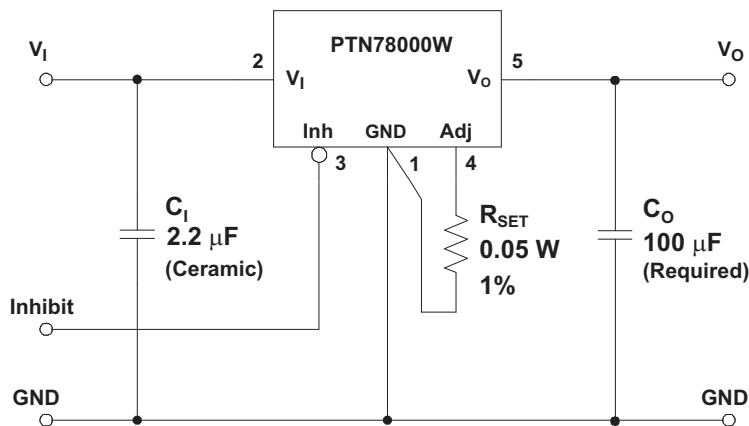 PTN78000W
V_I
2
V_I
V_O
5
V_O
Inh
GND
Adj
3
1
4
C_I
2.2 μF
(Ceramic)
R_SET
0.05 W
1%
C_O
100 μF
(Required)
Inhibit
GND
GND